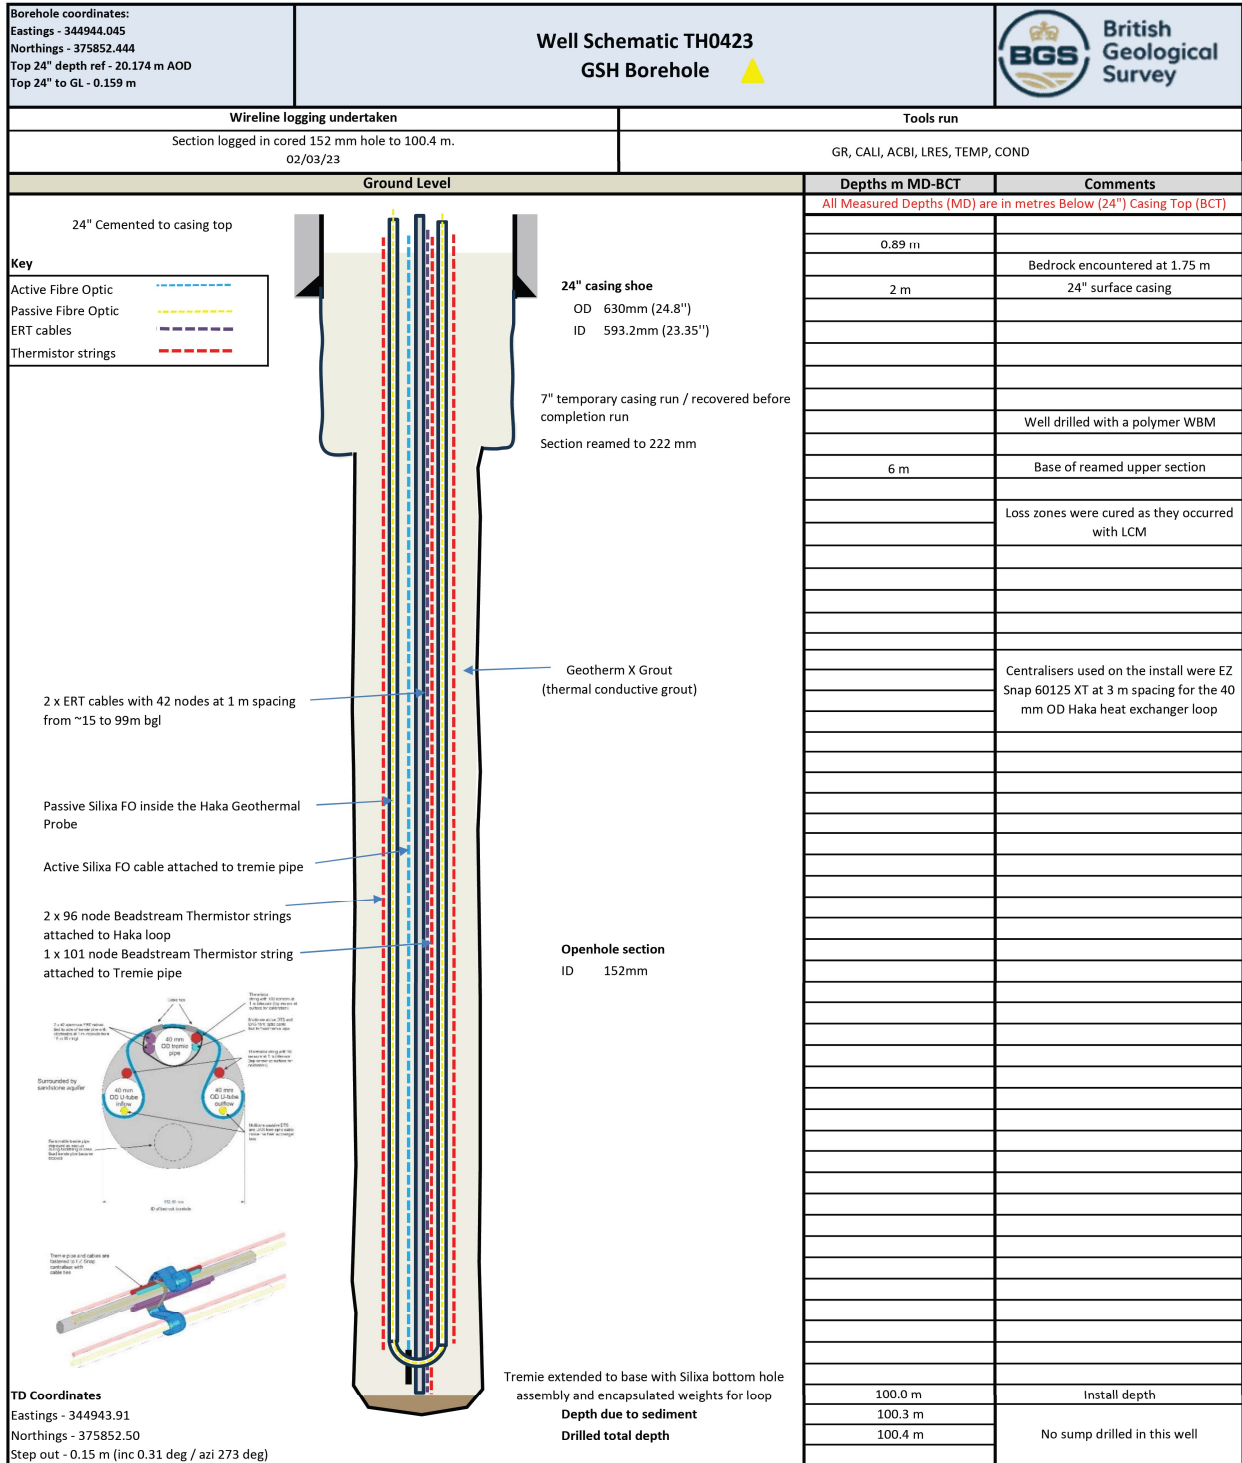 Borehole coordinates:
Eastings - 344944.045
Northings - 375852.444
Top 24" depth ref - 20.174 m AOD
Top 24" to GL - 0.159 m
Well Schematic TH0423
GSH Borehole
BGS
British
Geological
Survey
Wireline logging undertaken
Tools run
Section logged in cored 152 mm hole to 100.4 m.
02/03/23
GR, CALI, ACBI, LRES, TEMP, COND
Ground Level
Depths m MD-BCT
Comments
All Measured Depths (MD) are in metres Below (24") Casing Top (BCT)
24" Cemented to casing top
0.89 m
Key
Bedrock encountered at 1.75 m
Active Fibre Optic
24" casing shoe
2 m
24" surface casing
Passive Fibre Optic
OD 630mm (24.8'')
ERT cables
ID 593.2mm (23.35'')
Thermistor strings
7" temporary casing run / recovered before
completion run
Well drilled with a polymer WBM
Section reamed to 222 mm
6 m
Base of reamed upper section
Loss zones were cured as they occurred
with LCM
Geotherm X Grout
(thermal conductive grout)
Centralisers used on the install were EZ
Snap 60125 XT at 3 m spacing for the 40
mm OD Haka heat exchanger loop
2 x ERT cables with 42 nodes at 1 m spacing
from ~15 to 99m bgl
Passive Silixa FO inside the Haka Geothermal
Probe
Active Silixa FO cable attached to tremie pipe
2 x 96 node Beadstream Thermistor strings
attached to Haka loop
1 x 101 node Beadstream Thermistor string
attached to Tremie pipe
Openhole section
ID 152mm
40 mm
OD tremie
pipe
Surrounded by
sandstone aquifer
40 mm
OD U-tube
inflow
40 mm
OD U-tube
outflow
Tremie pipe and cables are
fastened to EZ Snap
centralisers with
cable ties
Tremie extended to base with Silixa bottom hole
assembly and encapsulated weights for loop
TD Coordinates
100.0 m
Install depth
Eastings - 344943.91
Depth due to sediment
100.3 m
Northings - 375852.50
Drilled total depth
100.4 m
No sump drilled in this well
Step out - 0.15 m (inc 0.31 deg / azi 273 deg)